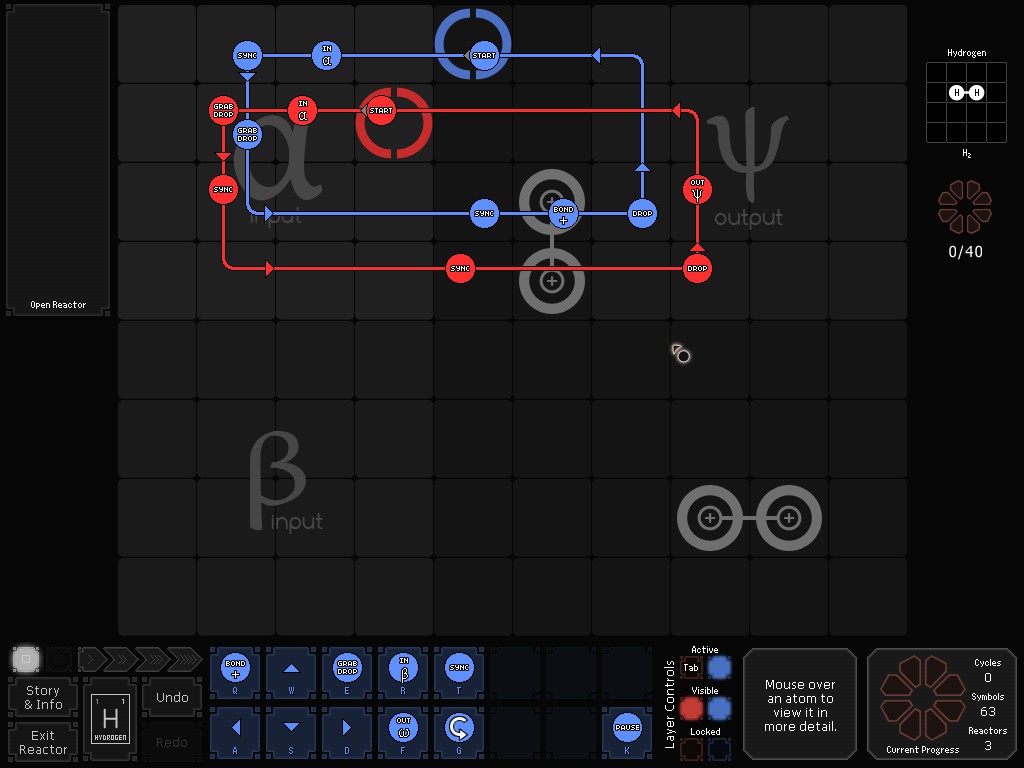 SYNC
IN
α
START
GRAB
DROP
IN
α
START
GRAB
DROP
α
input
SYNC
SYNC
BOND
+
DROP
OUT
ψ
ψ
output
SYNC
DROP
β
input
Open Reactor
Hydrogen
H H
H₂
0/40
Story
& Info
Exit
Reactor
1 1
H
HYDROGEN
Undo
Redo
BOND
+
Q
W
GRAB
DROP
E
IN
β
R
SYNC
T
A
S
D
OUT
ω
F
G
PAUSE
K
Layer Controls
Active
Tab
Visible
Locked
Mouse over
an atom to
view it in
more detail.
Cycles
0
Symbols
63
Reactors
3
Current Progress